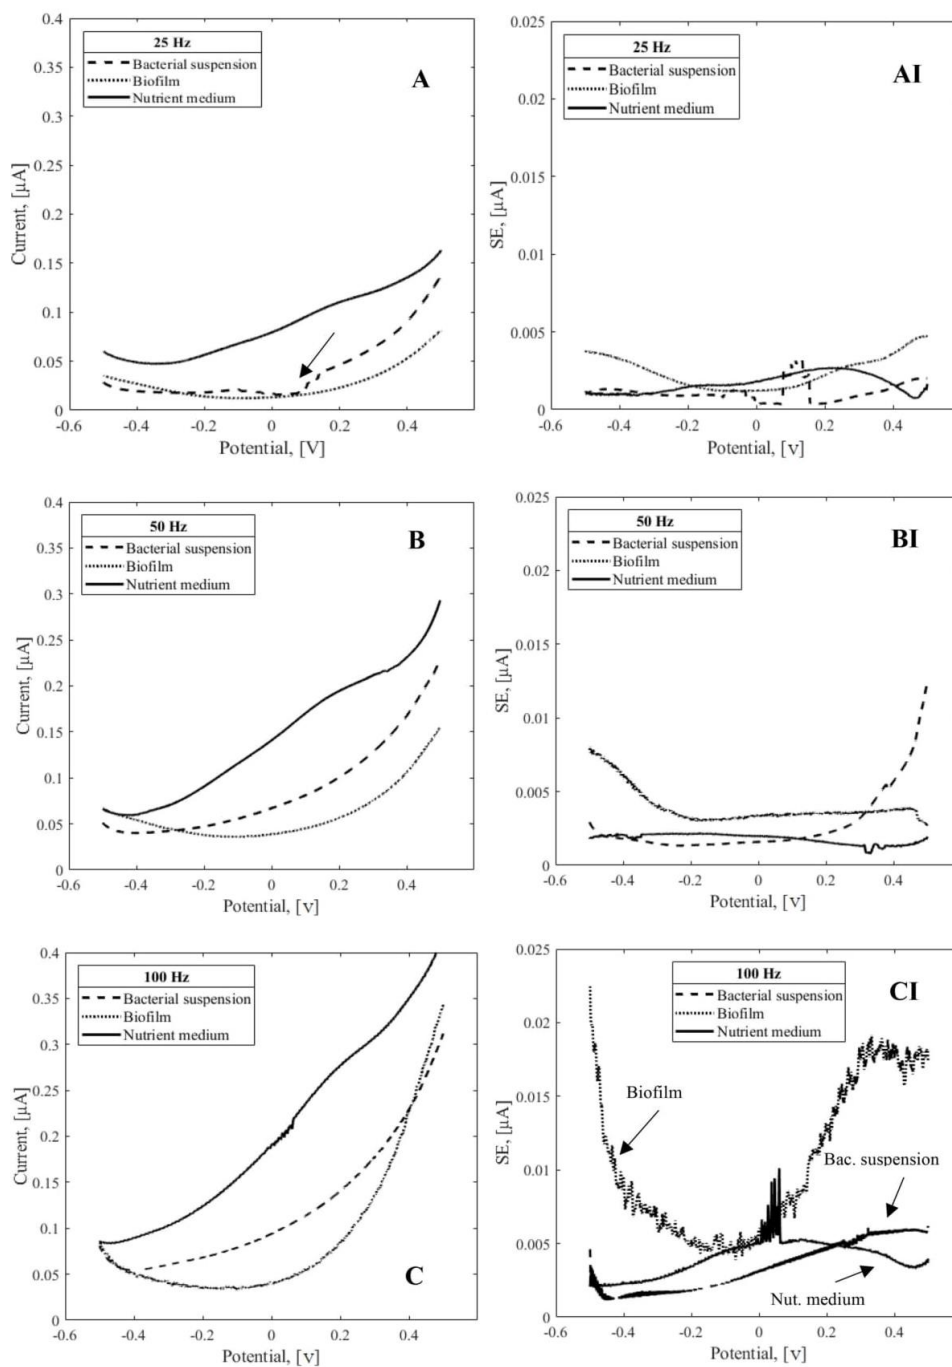 0.4
0.35
0.3
0.25
0.2
0.15
0.1
0.05
0
Current, [µA]
25 Hz
Bacterial suspension
Biofilm
Nutrient medium
A
-0.6
-0.4
-0.2
0
0.2
0.4
Potential, [V]
0.025
0.02
0.015
0.01
0.005
0
SE, [µA]
25 Hz
Bacterial suspension
Biofilm
Nutrient medium
AI
-0.6
-0.4
-0.2
0
0.2
0.4
Potential, [v]
0.4
0.35
0.3
0.25
0.2
0.15
0.1
0.05
0
Current, [µA]
50 Hz
Bacterial suspension
Biofilm
Nutrient medium
B
-0.6
-0.4
-0.2
0
0.2
0.4
Potential, [v]
0.025
0.02
0.015
0.01
0.005
0
SE, [µA]
50 Hz
Bacterial suspension
Biofilm
Nutrient medium
BI
-0.6
-0.4
-0.2
0
0.2
0.4
Potential, [v]
0.4
0.35
0.3
0.25
0.2
0.15
0.1
0.05
0
Current, [µA]
100 Hz
Bacterial suspension
Biofilm
Nutrient medium
C
-0.6
-0.4
-0.2
0
0.2
0.4
Potential, [v]
0.025
0.02
0.015
0.01
0.005
0
SE, [µA]
100 Hz
Bacterial suspension
Biofilm
Nutrient medium
CI
Biofilm
Bac. suspension
Nut. medium
-0.6
-0.4
-0.2
0
0.2
0.4
Potential, [v]